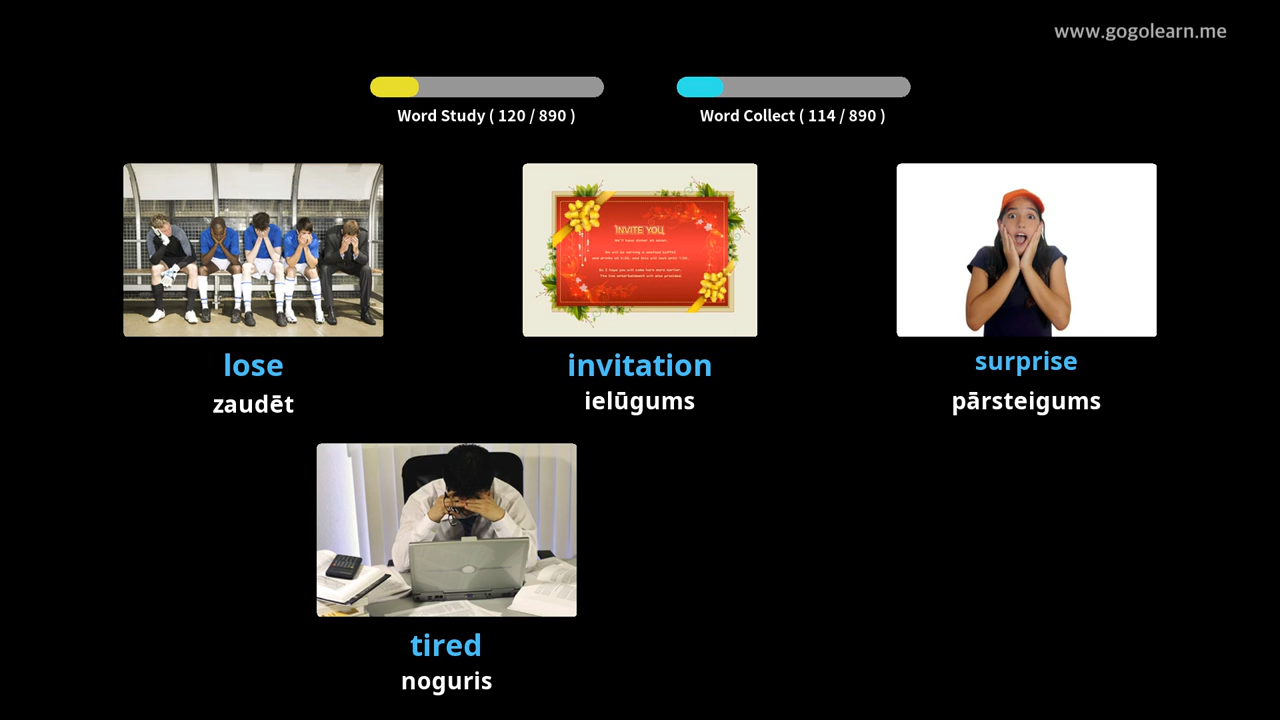 www.gogolearn.me
Word Study ( 120 / 890 )
Word Collect ( 114 / 890 )
INVITE YOU
lose
zaudēt
invitation
ielūgums
surprise
pārsteigums
tired
noguris